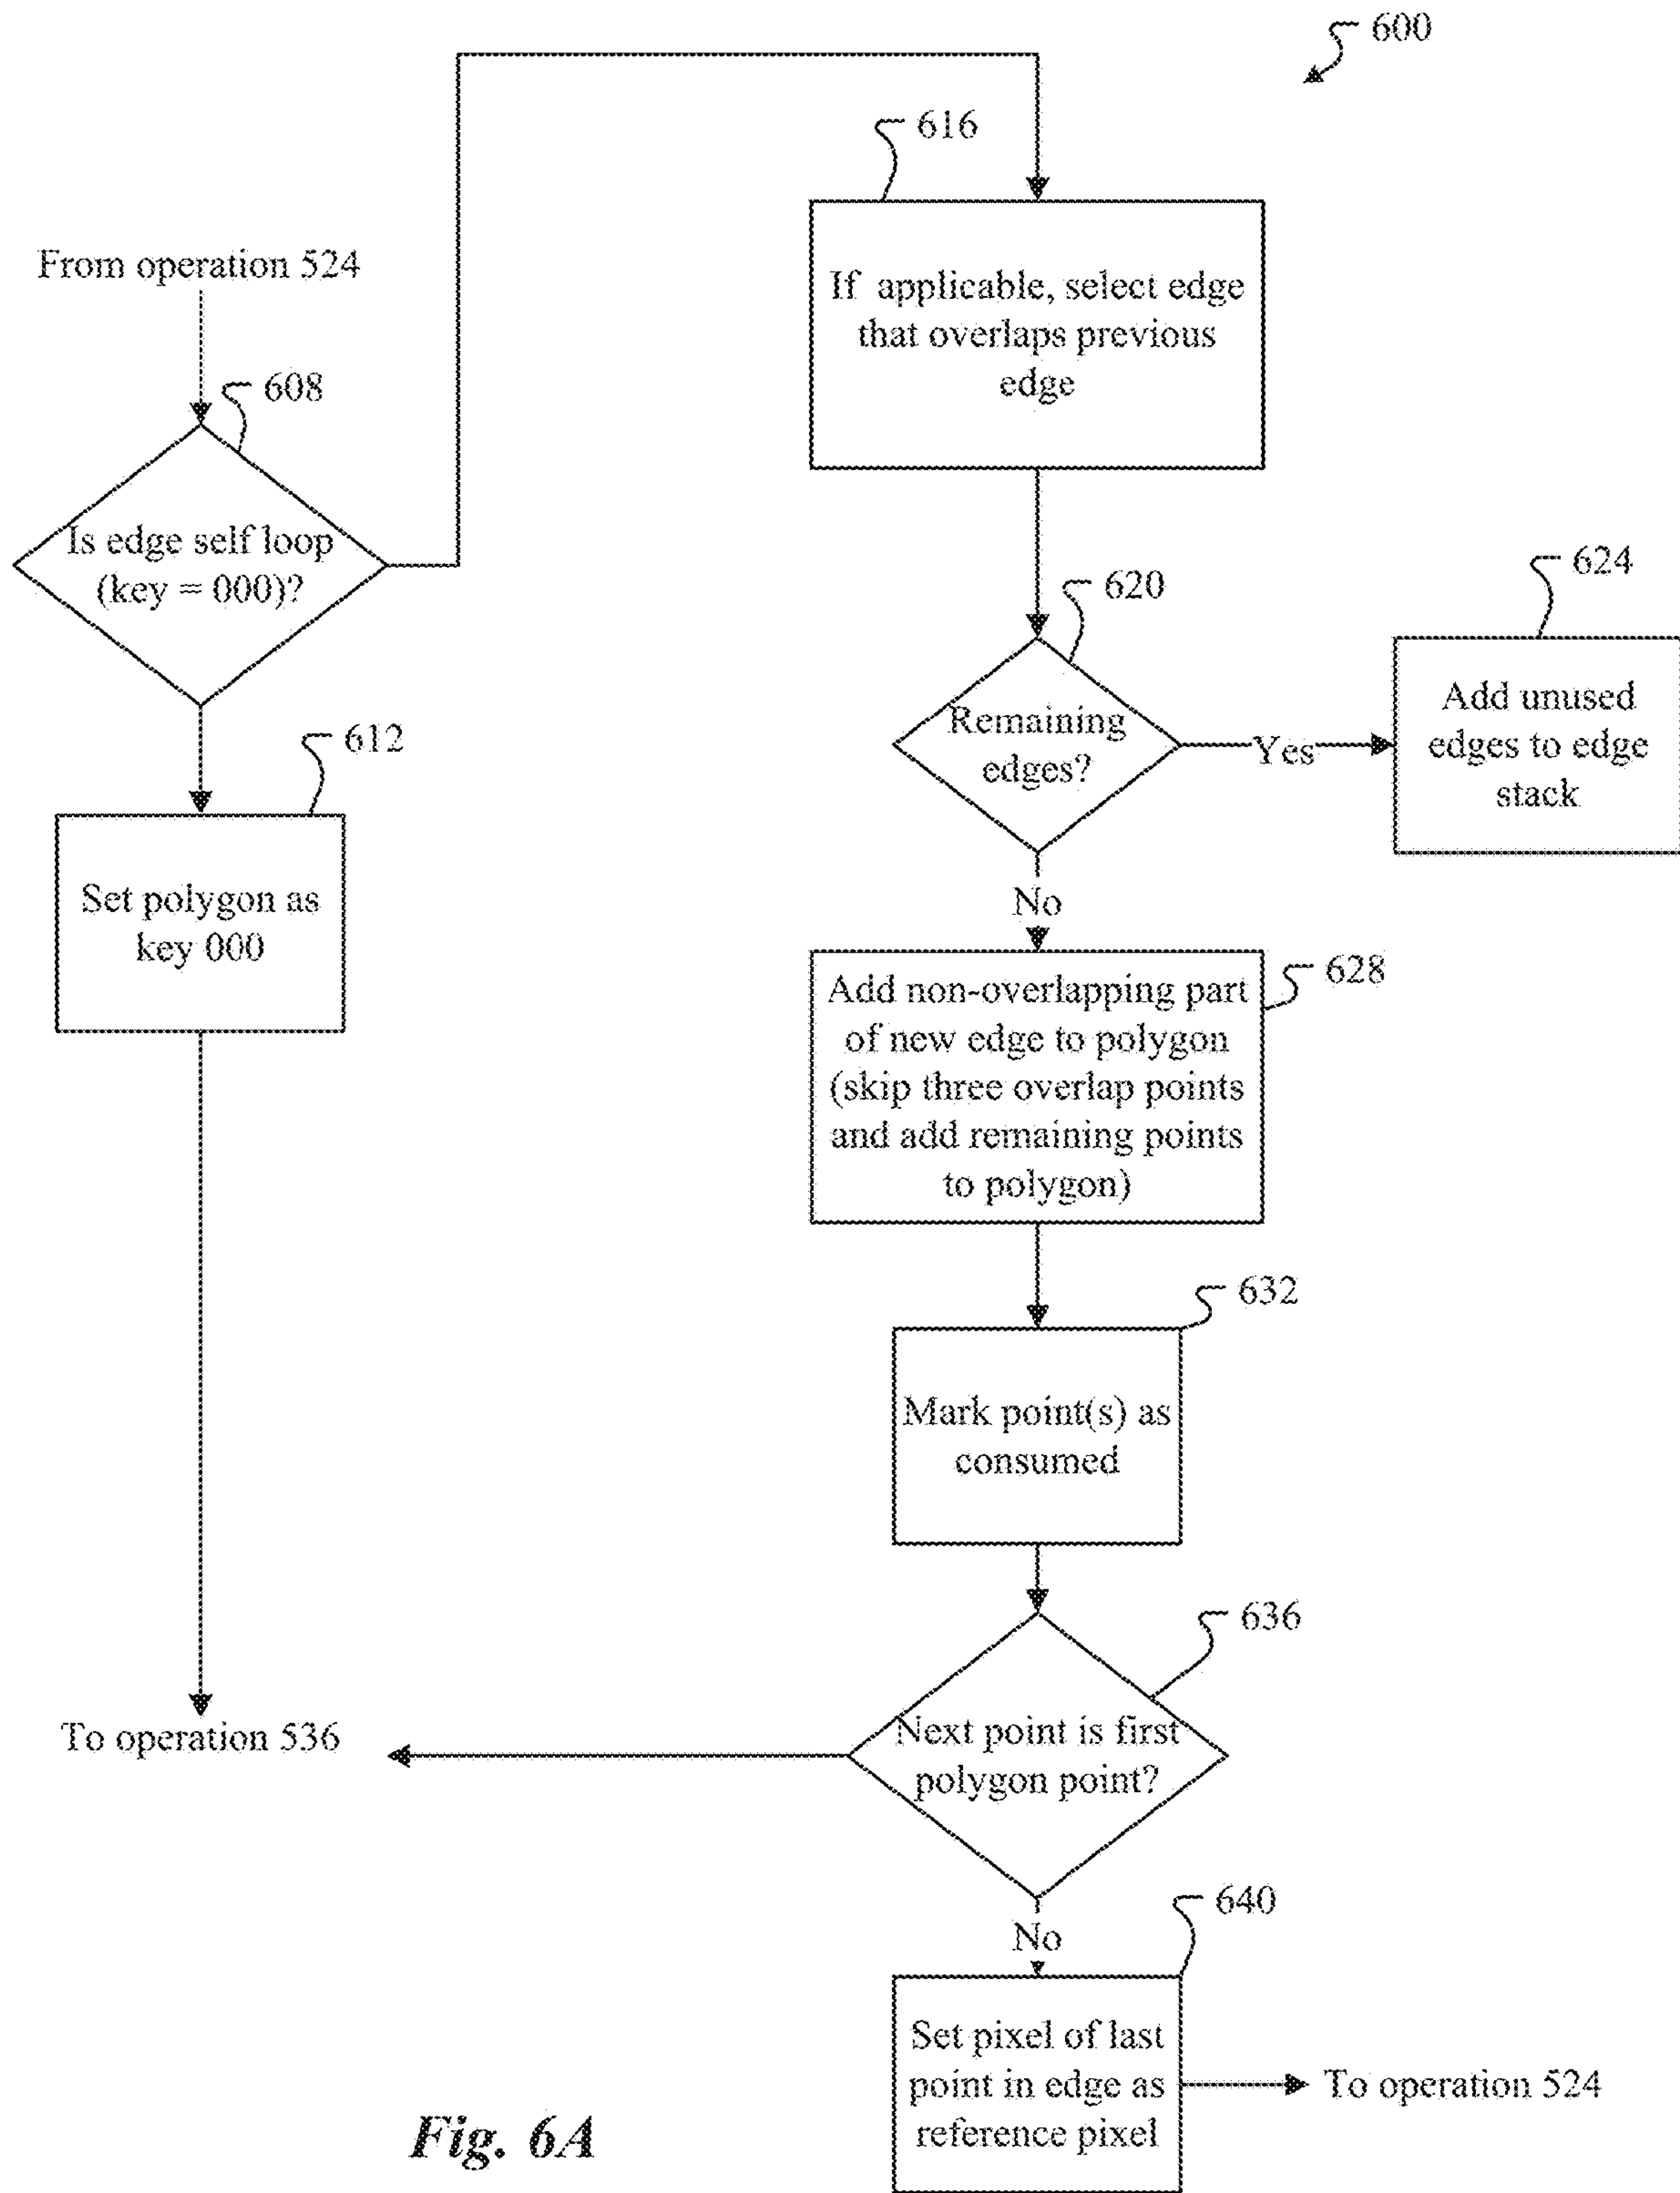 600
616
If applicable, select edge
that overlaps previous
edge
From operation 524
608
Is edge self loop
(key = 000)?
620
Remaining
edges?
Yes
624
Add unused
edges to edge
stack
612
Set polygon as
key 000
No
628
Add non-overlapping part
of new edge to polygon
(skip three overlap points
and add remaining points
to polygon)
632
Mark point(s) as
consumed
636
Next point is first
polygon point?
To operation 536
No
640
Set pixel of last
point in edge as
reference pixel
To operation 524
Fig. 6A